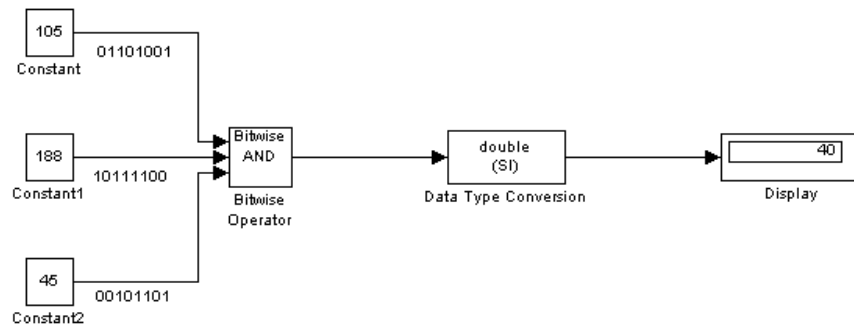 105
01101001
Constant
188
10111100
Constant1
45
00101101
Constant2
Bitwise
AND
Bitwise
Operator
double
(SI)
Data Type Conversion
40
Display